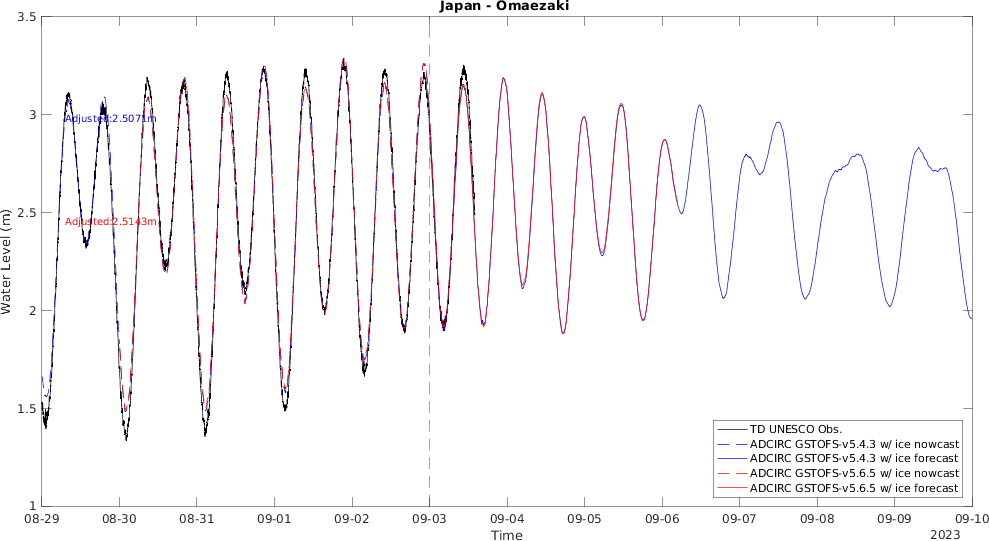 Japan - Omaezaki
3.5
3
2.5
2
1.5
1
Water Level (m)
Adjusted:2.5071m
Adjusted:2.5143m
TD UNESCO Obs.
ADCIRC GSTOFS-v5.4.3 w/ ice nowcast
ADCIRC GSTOFS-v5.4.3 w/ ice forecast
ADCIRC GSTOFS-v5.6.5 w/ ice nowcast
ADCIRC GSTOFS-v5.6.5 w/ ice forecast
08-29 08-30 08-31 09-01 09-02 09-03 09-04 09-05 09-06 09-07 09-08 09-09 09-10
Time
2023